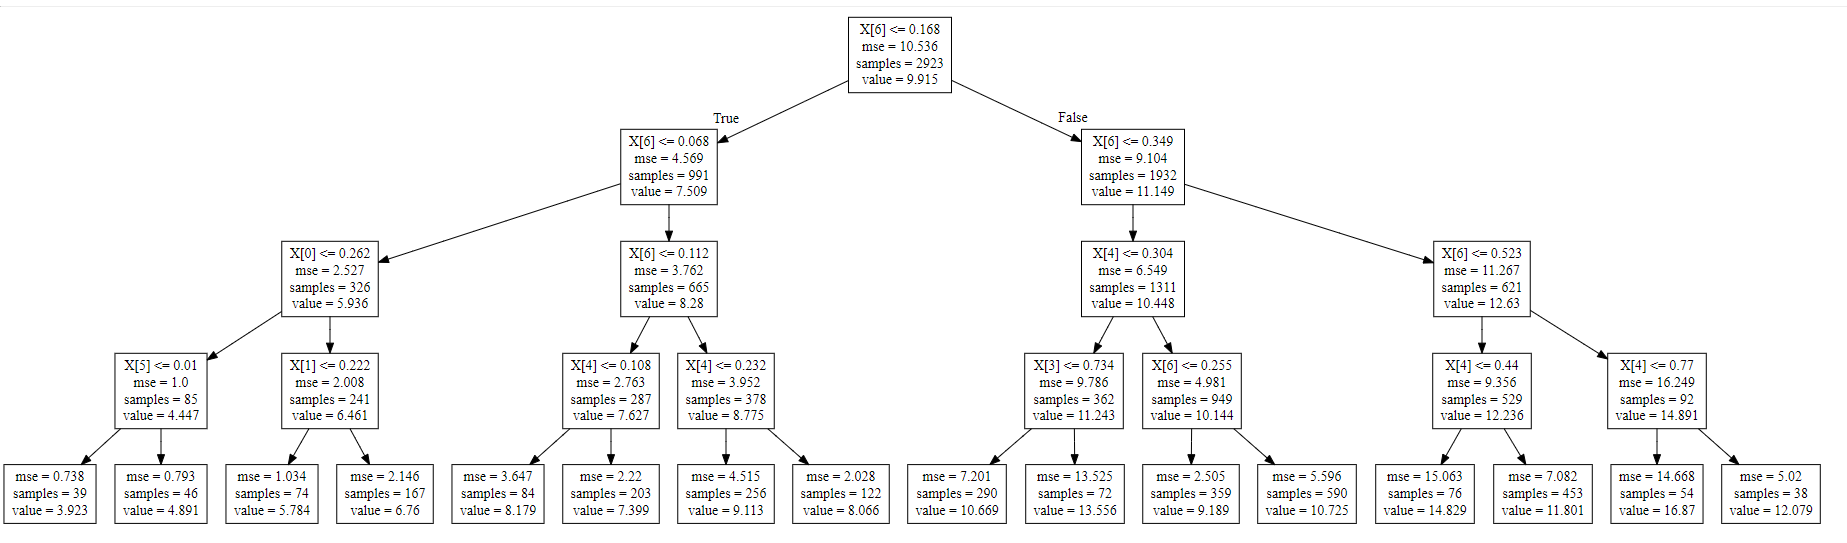 X[6] <= 0.168
mse = 10.536
samples = 2923
value = 9.915
True
False
X[6] <= 0.068
mse = 4.569
samples = 991
value = 7.509
X[6] <= 0.349
mse = 9.104
samples = 1932
value = 11.149
X[0] <= 0.262
mse = 2.527
samples = 326
value = 5.936
X[6] <= 0.112
mse = 3.762
samples = 665
value = 8.28
X[4] <= 0.304
mse = 6.549
samples = 1311
value = 10.448
X[6] <= 0.523
mse = 11.267
samples = 621
value = 12.63
X[5] <= 0.01
mse = 1.0
samples = 85
value = 4.447
X[1] <= 0.222
mse = 2.008
samples = 241
value = 6.461
X[4] <= 0.108
mse = 2.763
samples = 287
value = 7.627
X[4] <= 0.232
mse = 3.952
samples = 378
value = 8.775
X[3] <= 0.734
mse = 9.786
samples = 362
value = 11.243
X[6] <= 0.255
mse = 4.981
samples = 949
value = 10.144
X[4] <= 0.44
mse = 9.356
samples = 529
value = 12.236
X[4] <= 0.77
mse = 16.249
samples = 92
value = 14.891
mse = 0.738
samples = 39
value = 3.923
mse = 0.793
samples = 46
value = 4.891
mse = 1.034
samples = 74
value = 5.784
mse = 2.146
samples = 167
value = 6.76
mse = 3.647
samples = 84
value = 8.179
mse = 2.22
samples = 203
value = 7.399
mse = 4.515
samples = 256
value = 9.113
mse = 2.028
samples = 122
value = 8.066
mse = 7.201
samples = 290
value = 10.669
mse = 13.525
samples = 72
value = 13.556
mse = 2.505
samples = 359
value = 9.189
mse = 5.596
samples = 590
value = 10.725
mse = 15.063
samples = 76
value = 14.829
mse = 7.082
samples = 453
value = 11.801
mse = 14.668
samples = 54
value = 16.87
mse = 5.02
samples = 38
value = 12.079